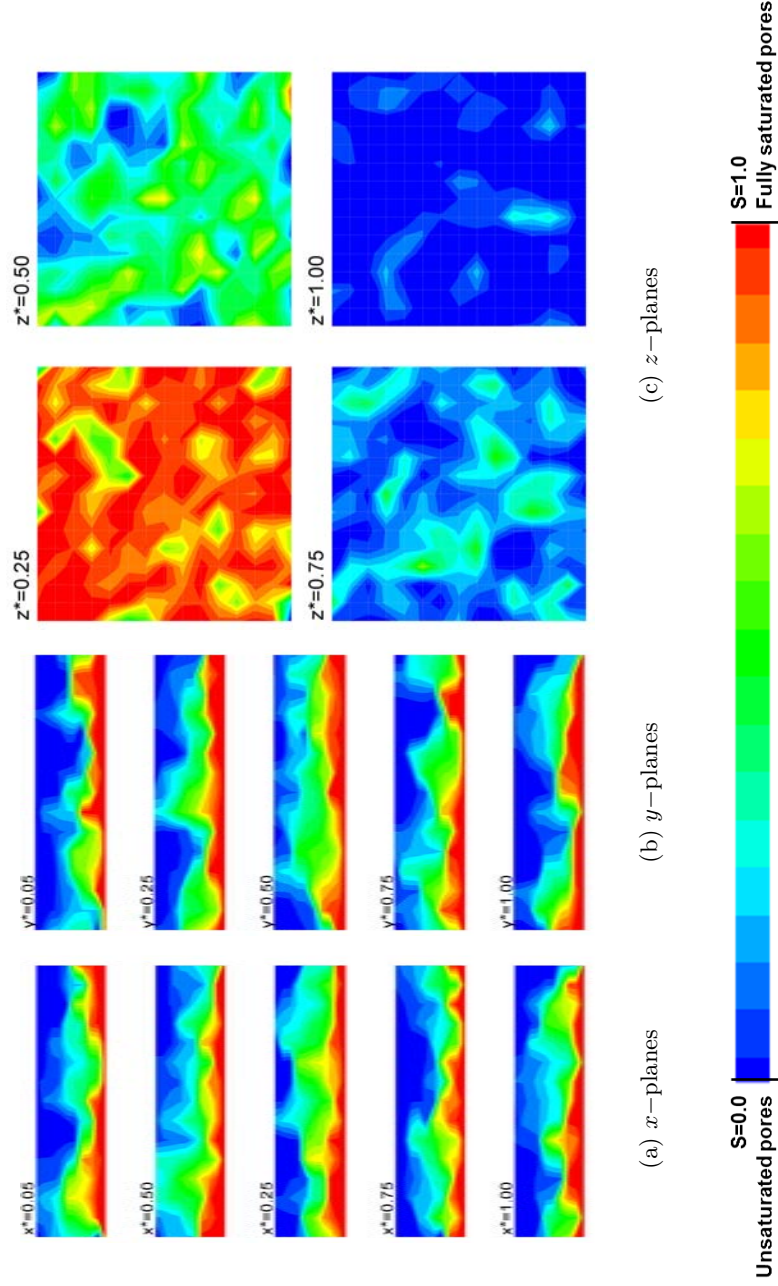 x*=0.05
x*=0.50
x*=0.25
x*=0.75
x*=1.00
(a) x−planes
y*=0.05
y*=0.25
y*=0.50
y*=0.75
y*=1.00
(b) y−planes
z*=0.25
z*=0.50
z*=0.75
z*=1.00
(c) z−planes
S=0.0
Unsaturated pores
S=1.0
Fully saturated pores